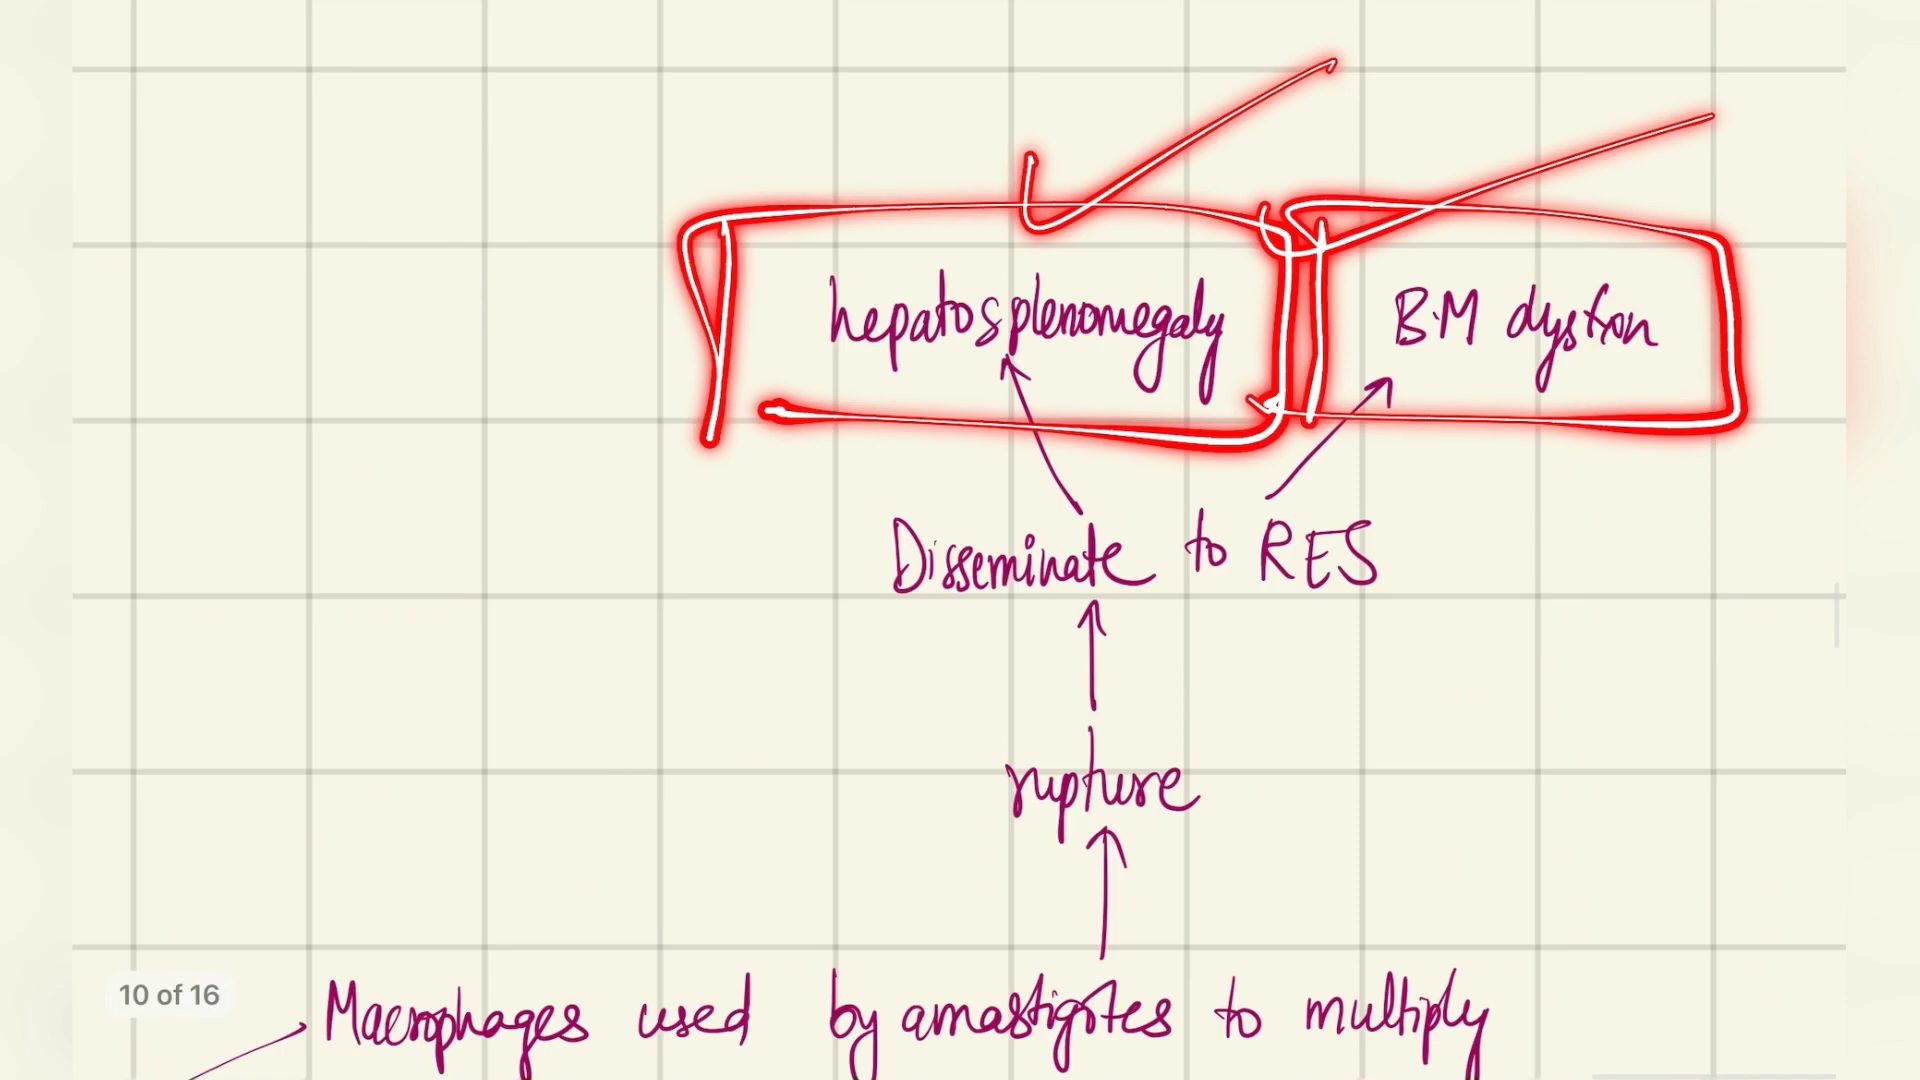 hepatosplenomegaly B.M dysfxn
Disseminate to RES
rupture
10 of 16
Macrophages used by amastigotes to multiply